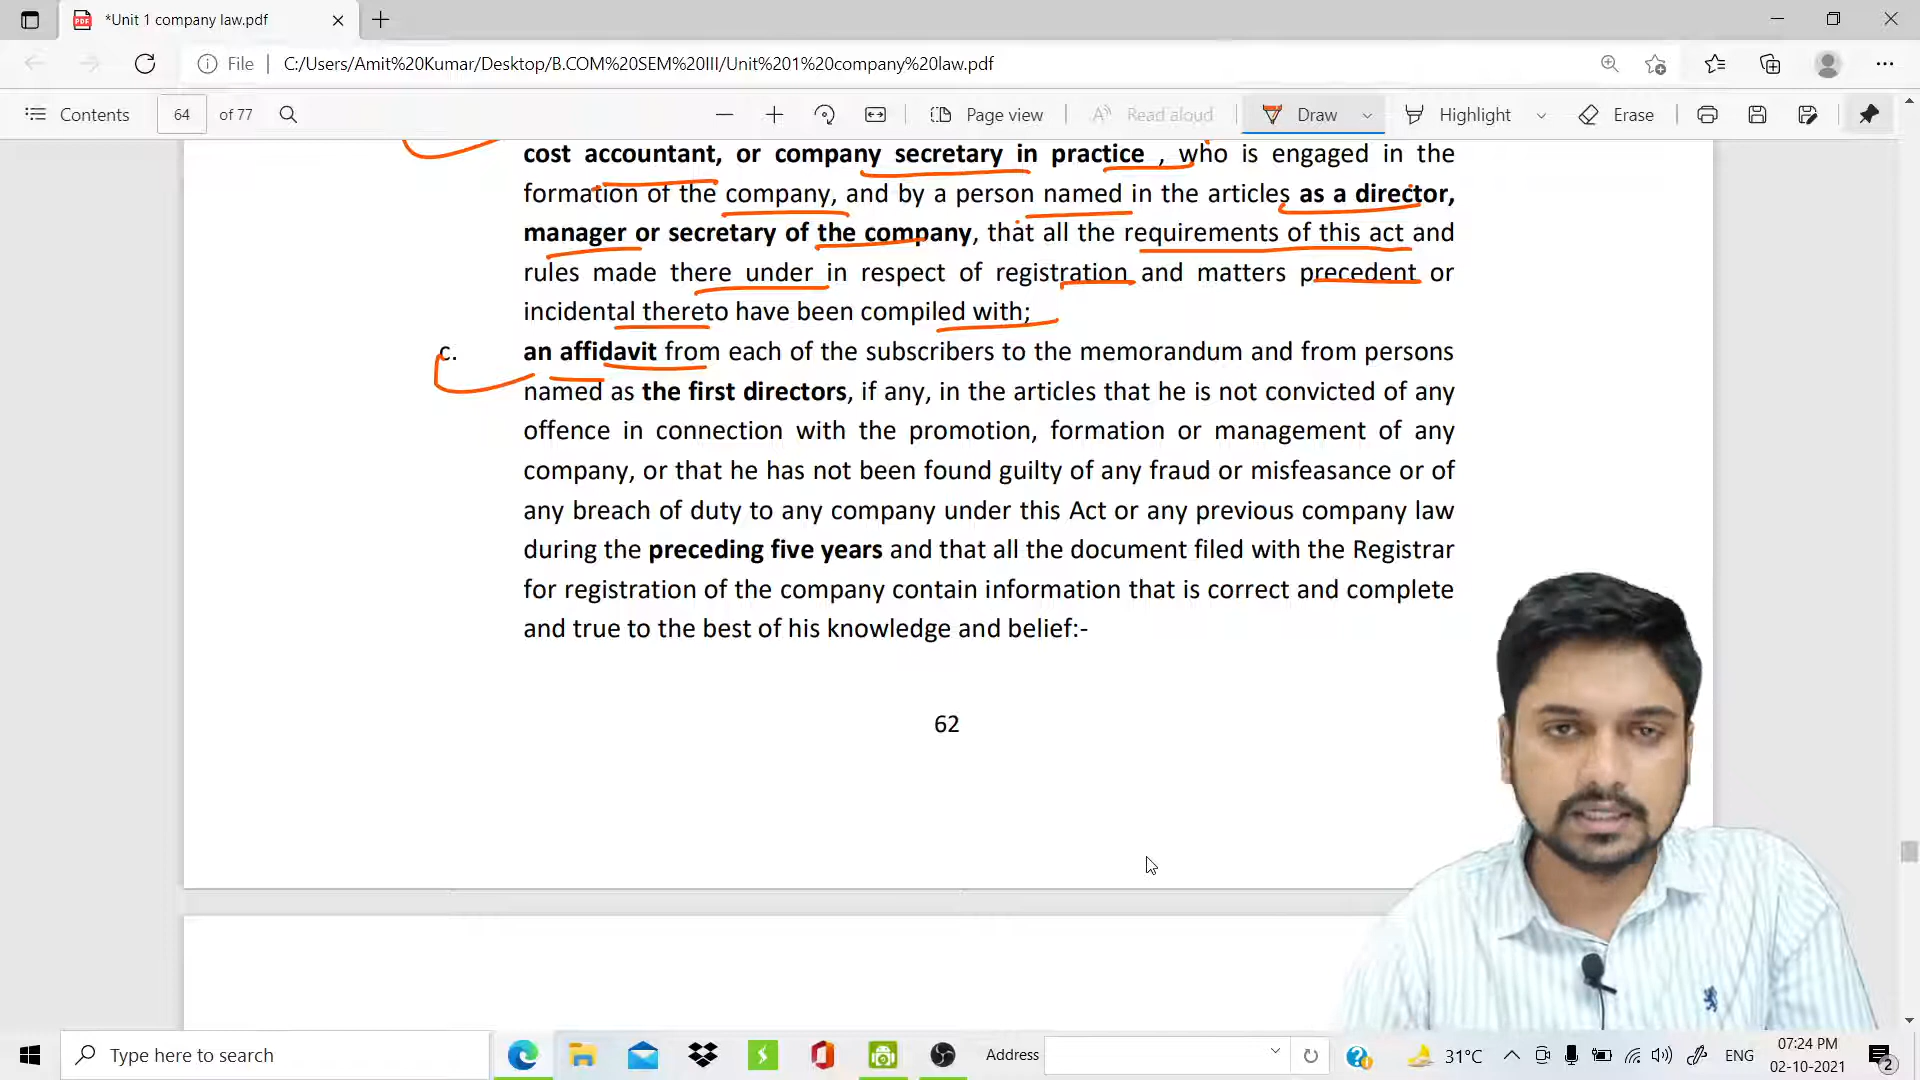 *Unit 1 company law.pdf
File
C:/Users/Amit%20Kumar/Desktop/B.COM%20SEM%20III/Unit%201%20company%20law.pdf
Contents 64 of 77 Page view Read aloud Draw Highlight Erase
cost accountant, or company secretary in practice , who is engaged in the
formation of the company, and by a person named in the articles as a director,
manager or secretary of the company, that all the requirements of this act and
rules made there under in respect of registration and matters precedent or
incidental thereto have been compiled with;
c. an affidavit from each of the subscribers to the memorandum and from persons
named as the first directors, if any, in the articles that he is not convicted of any
offence in connection with the promotion, formation or management of any
company, or that he has not been found guilty of any fraud or misfeasance or of
any breach of duty to any company under this Act or any previous company law
during the preceding five years and that all the document filed with the Registrar
for registration of the company contain information that is correct and complete
and true to the best of his knowledge and belief:-
62
Type here to search
Address
31°C
ENG
07:24 PM
02-10-2021
2